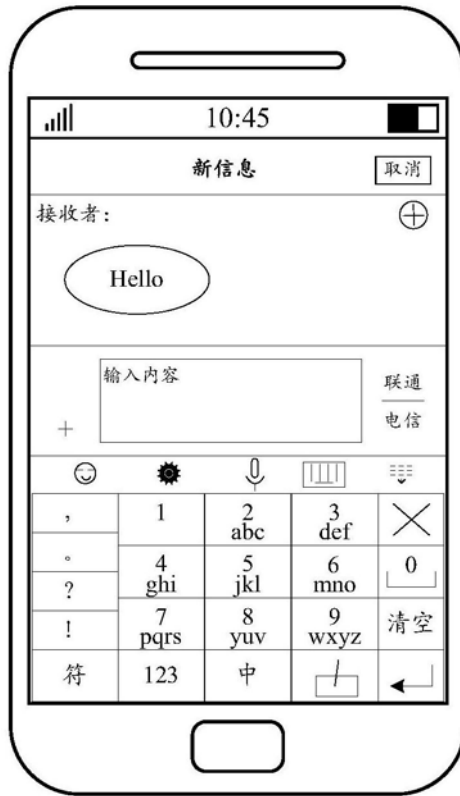 10:45
新信息 取消
接收者：
Hello
输入内容
联通
电信
+
, 1 2 3
abc def
。 4 5 6 0
ghi jkl mno
?
! 7 8 9 清空
pqrs yuv wxyz
符 123 中